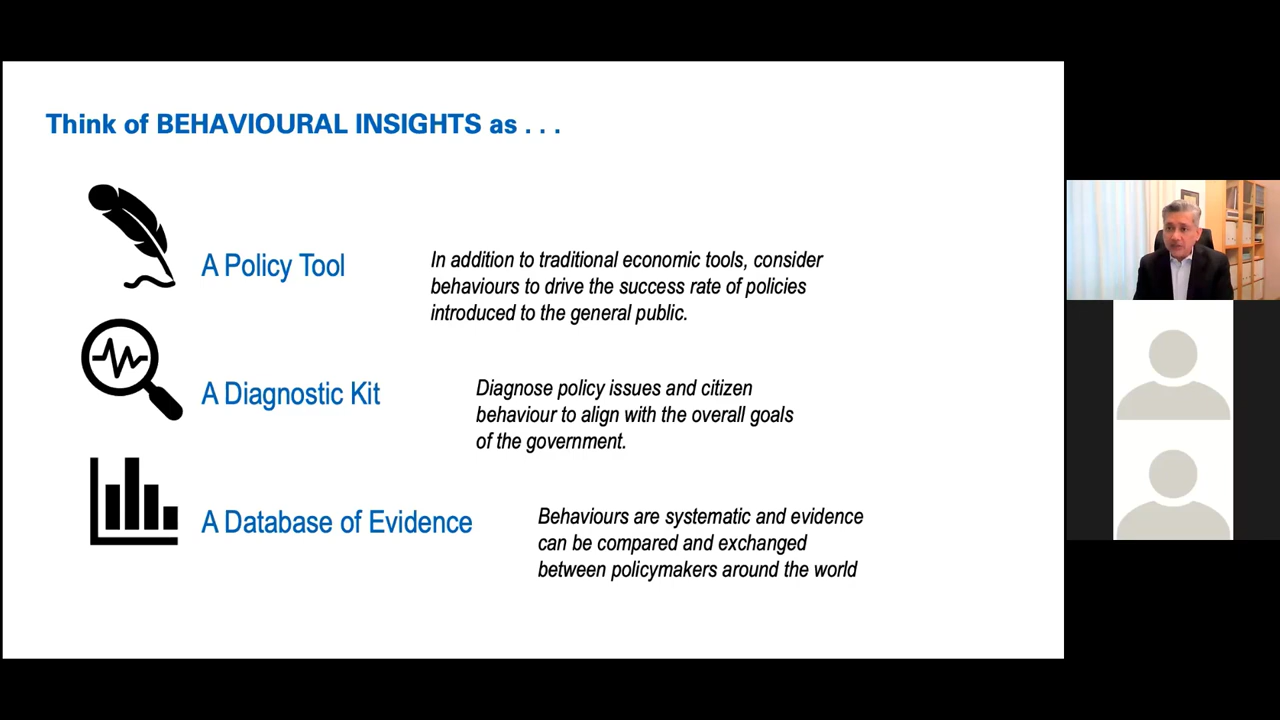 Think of BEHAVIOURAL INSIGHTS as . . .
A Policy Tool
In addition to traditional economic tools, consider
behaviours to drive the success rate of policies
introduced to the general public.
A Diagnostic Kit
Diagnose policy issues and citizen
behaviour to align with the overall goals
of the government.
A Database of Evidence
Behaviours are systematic and evidence
can be compared and exchanged
between policymakers around the world